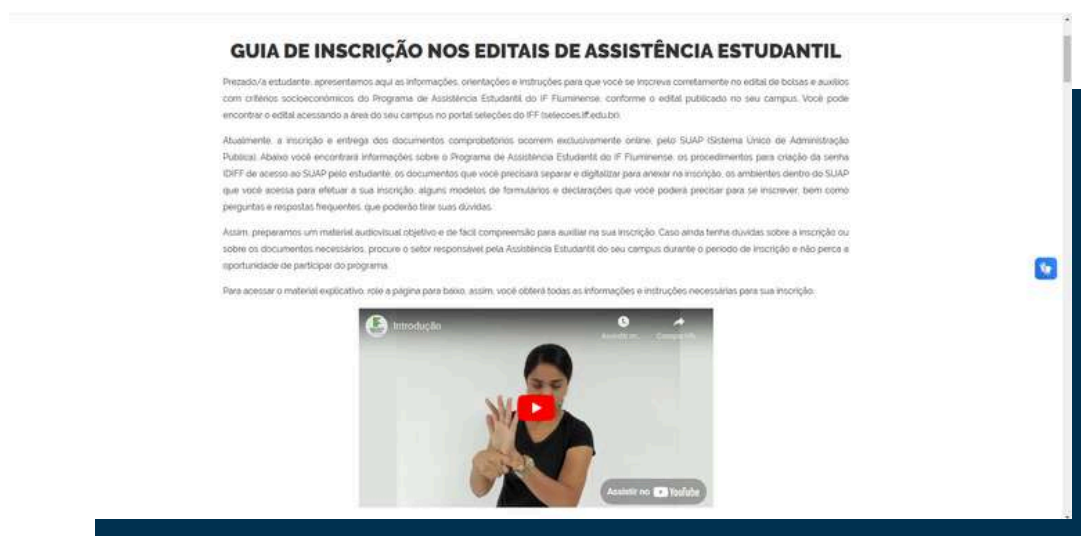 GUIA DE INSCRIÇÃO NOS EDITAIS DE ASSISTÊNCIA ESTUDANTIL
Prezado/a estudante, apresentamos aqui as informações, orientações e instruções para que você se inscreva corretamente no edital de bolsas e auxílios
com critérios socioeconômicos do Programa de Assistência Estudantil do IF Fluminense, conforme o edital publicado no seu campus. Você pode
encontrar o edital acessando a área do seu campus no portal seleções do IFF (selecoes.iff.edu.br).
Atualmente, a inscrição e entrega dos documentos comprobatórios ocorrem exclusivamente online, pelo SUAP (Sistema Único de Administração
Pública). Abaixo você encontrará informações sobre o Programa de Assistência Estudantil do IF Fluminense, os procedimentos para criação da senha
IDIFF de acesso ao SUAP pelo estudante, os documentos que você precisará separar e digitalizar para anexar na inscrição, os ambientes dentro do SUAP
que você acessa para efetuar a sua inscrição, alguns modelos de formulários e declarações que você poderá precisar para se inscrever, bem como
perguntas e respostas frequentes, que poderão tirar suas dúvidas.
Assim, preparamos um material audiovisual objetivo e de fácil compreensão para auxiliar na sua inscrição. Caso ainda tenha dúvidas sobre a inscrição ou
sobre os documentos necessários, procure o setor responsável pela Assistência Estudantil do seu campus durante o período de inscrição e não perca a
oportunidade de participar do programa.
Para acessar o material explicativo, role a página para baixo, assim, você obterá todas as informações e instruções necessárias para sua inscrição.
Introdução
Assistir no YouTube